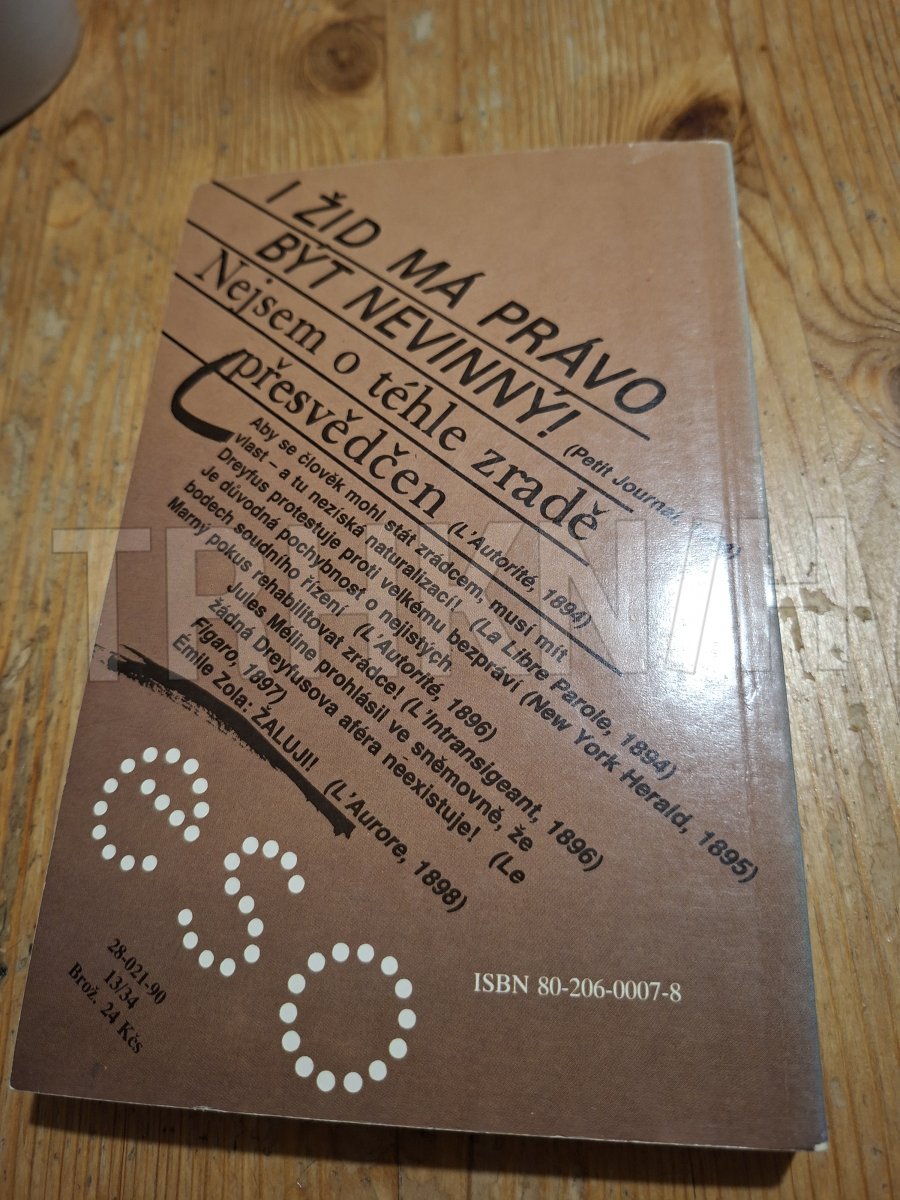 I ŽID MÁ PRÁVO
BÝT NEVINNÝ! (Petit Journal,
Nejsem o téhle zradě
přesvědčen (L'Autorité, 1894)
Aby se člověk mohl stát zrádcem, musí mít
vlast – a tu nezíská naturalizací! (La Libre Parole, 1894)
Dreyfus protestuje proti velkému bezpráví (New York Herald, 1895)
Je důvodná pochybnost o nejistých
bodech soudního řízení (L'Autorité, 1896)
Marný pokus rehabilitovat zrádce! (L'Intransigeant, 1896)
Jules Méline prohlásil ve sněmovně, že
žádná Dreyfusova aféra neexistuje! (Le
Figaro, 1897)
Émile Zola: ŽALUJI! (L'Aurore, 1898)
eso
28-021-90
13/34
Brož. 24 Kčs
ISBN 80-206-0007-8
TRHKNIH